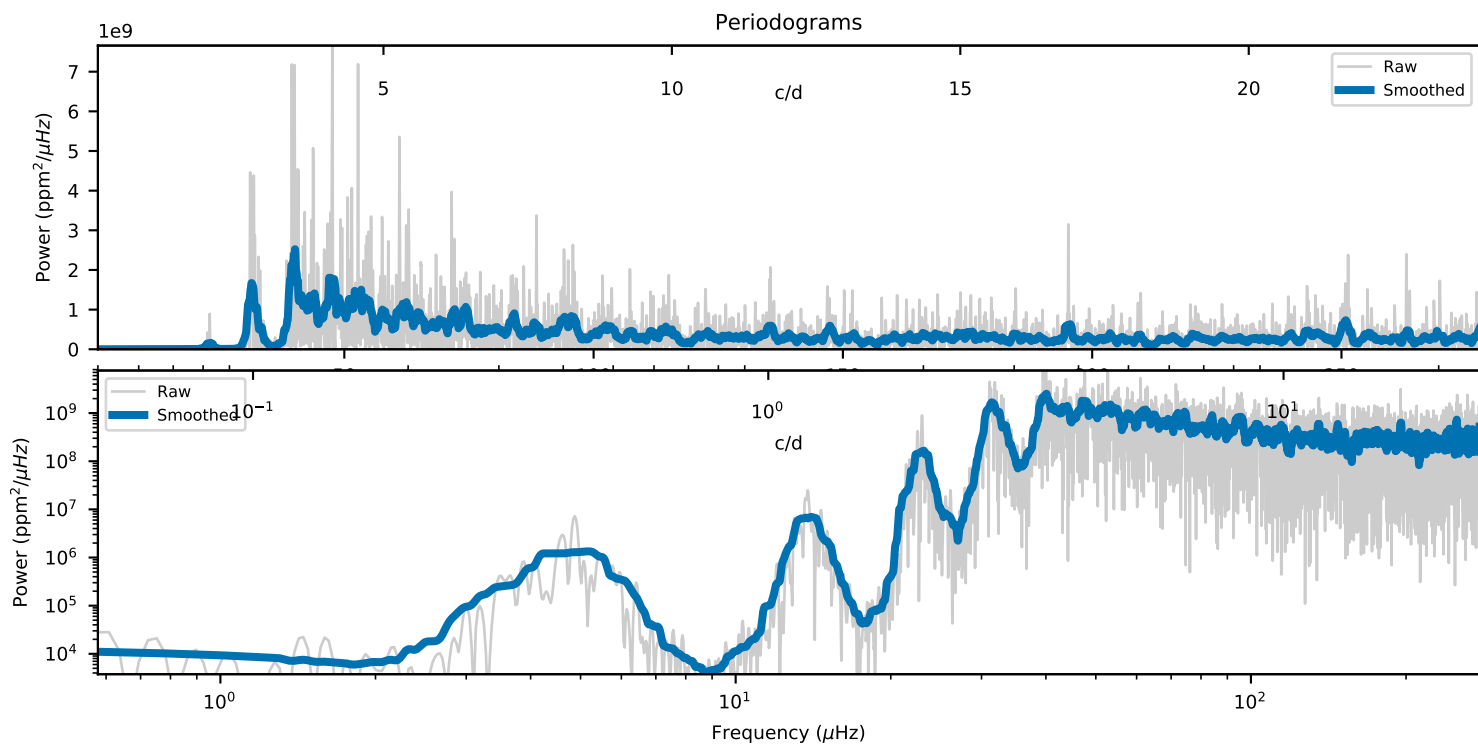 Periodograms
1e9
5 10 15 20
c/d
Raw
Smoothed
7
6
5
4
3
2
1
0
Power (ppm²/μHz)
Raw
Smoothed
10⁻¹ 10⁰ 10¹
c/d
10⁹
10⁸
10⁷
10⁶
10⁵
10⁴
Power (ppm²/μHz)
10⁰ 10¹ 10²
Frequency (μHz)